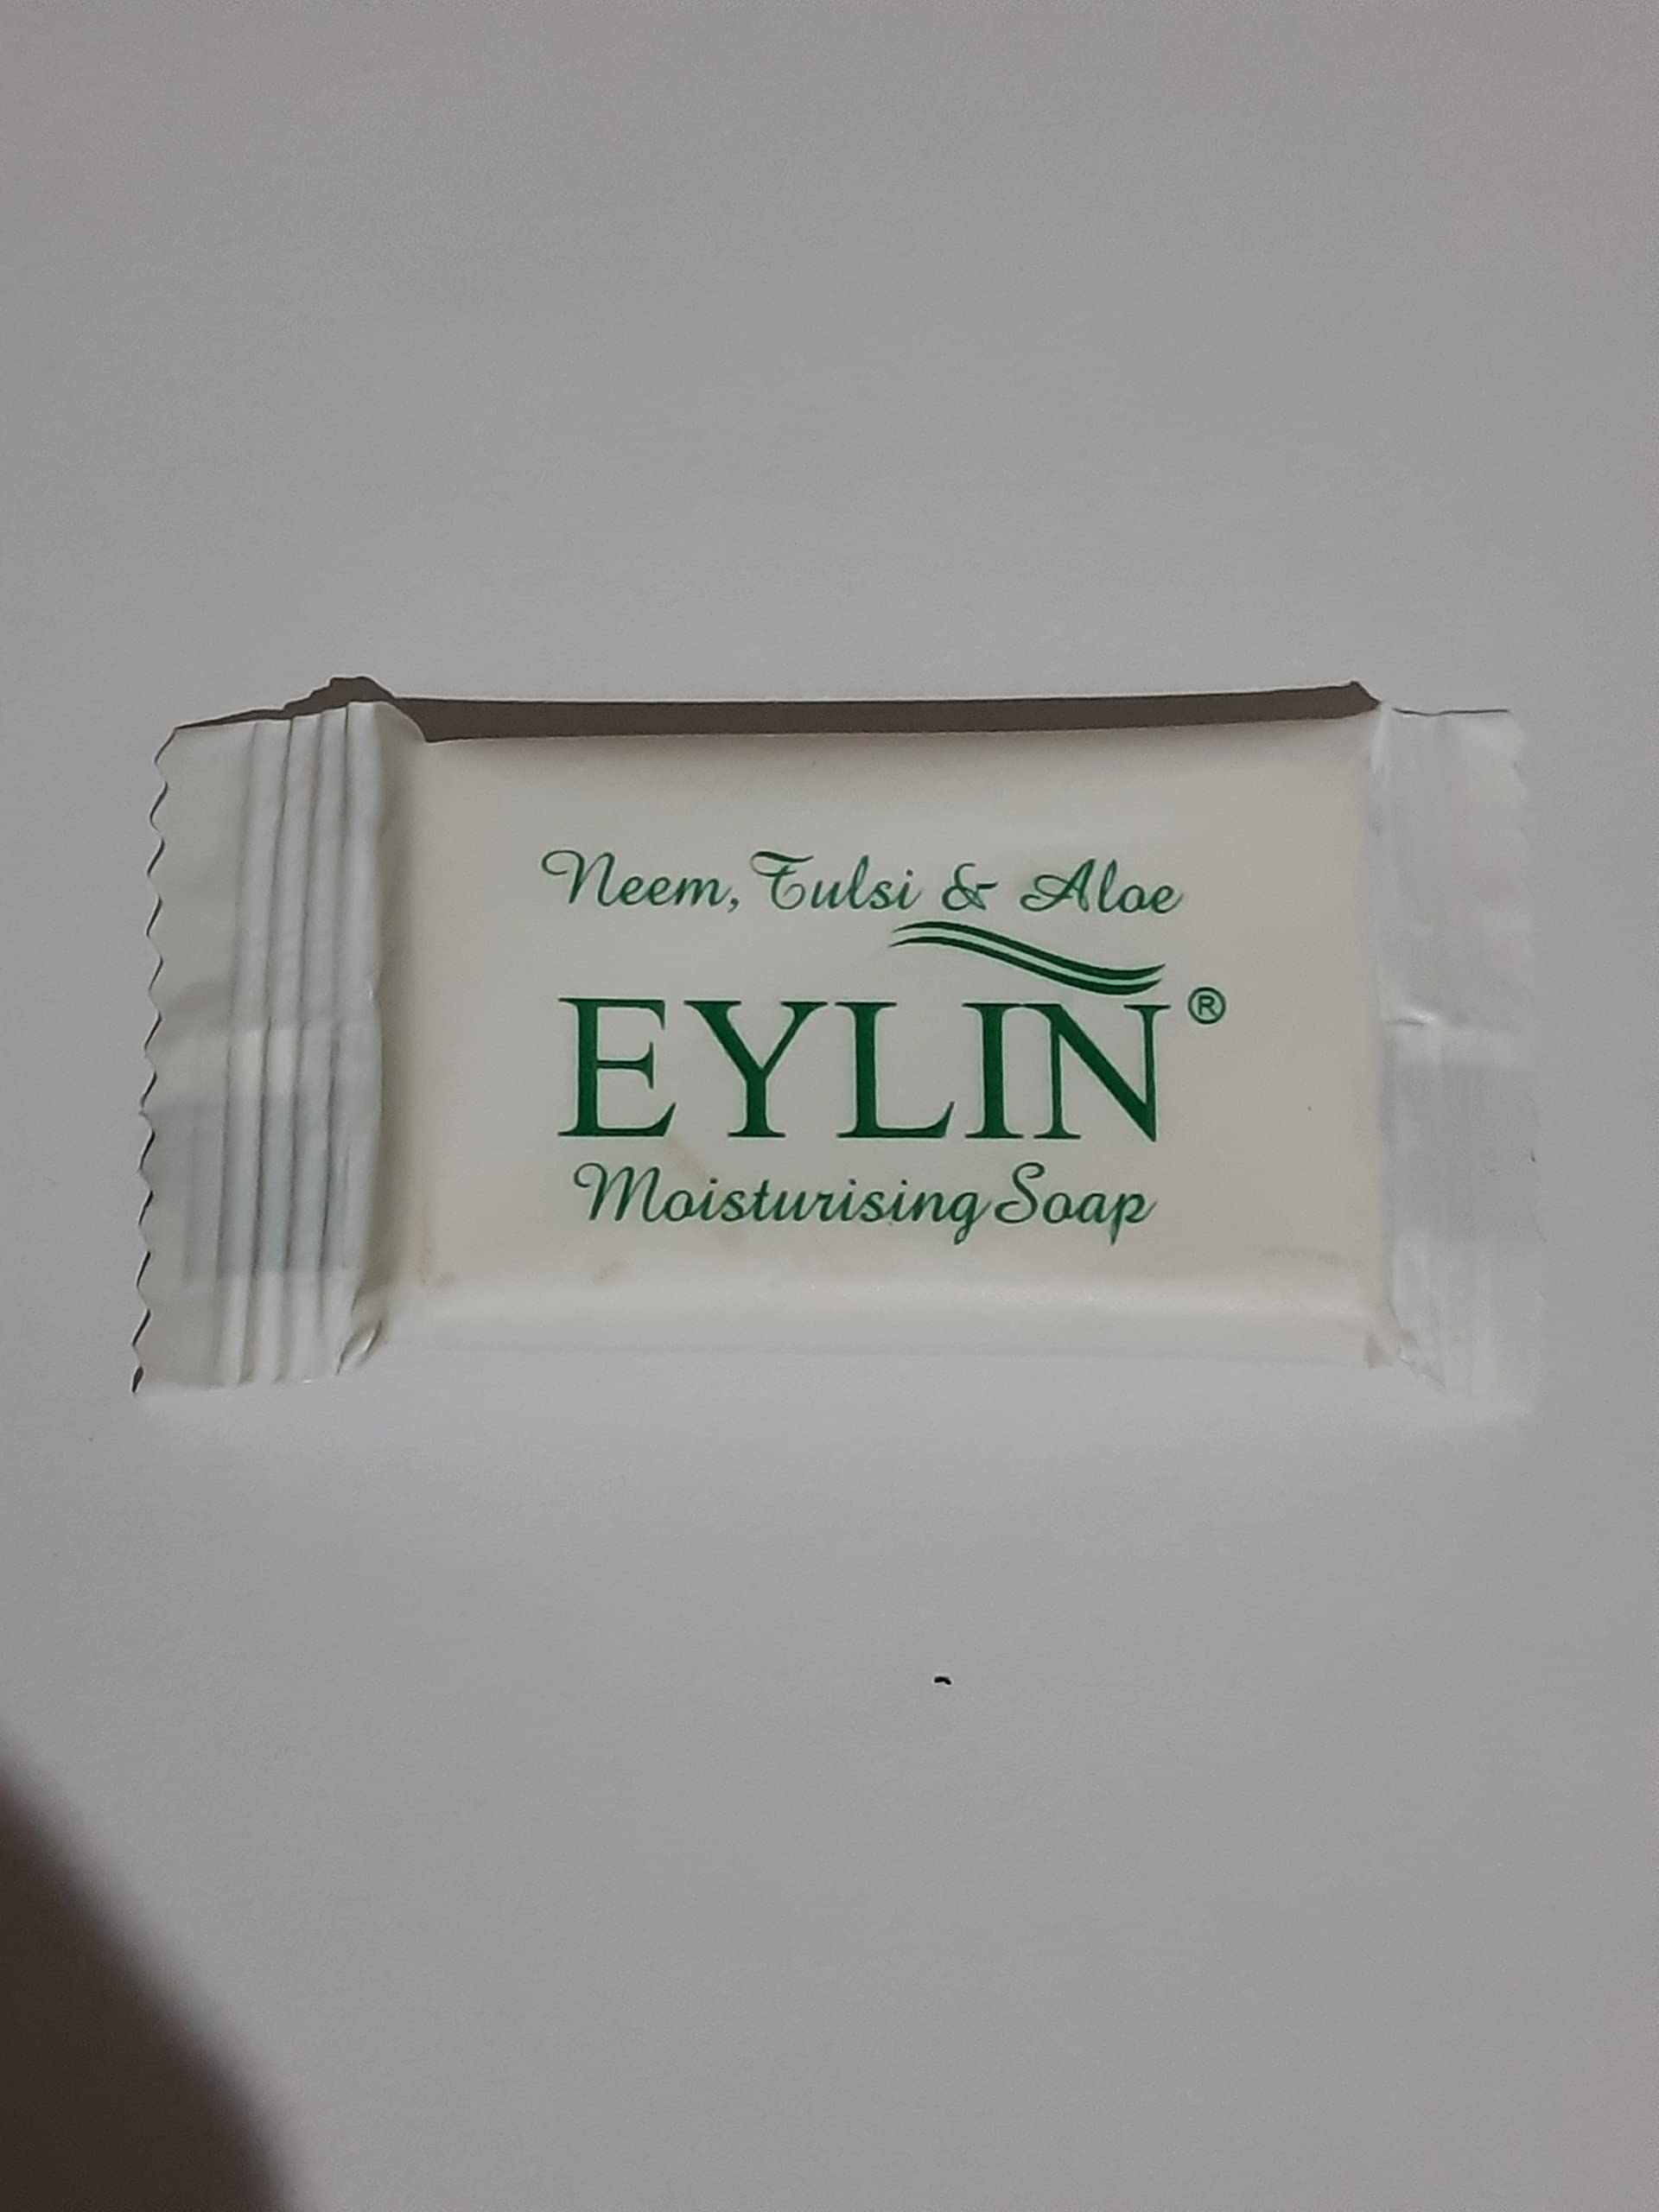 Neem, Tulsi & Aloe
EYLIN®
Moisturising Soap